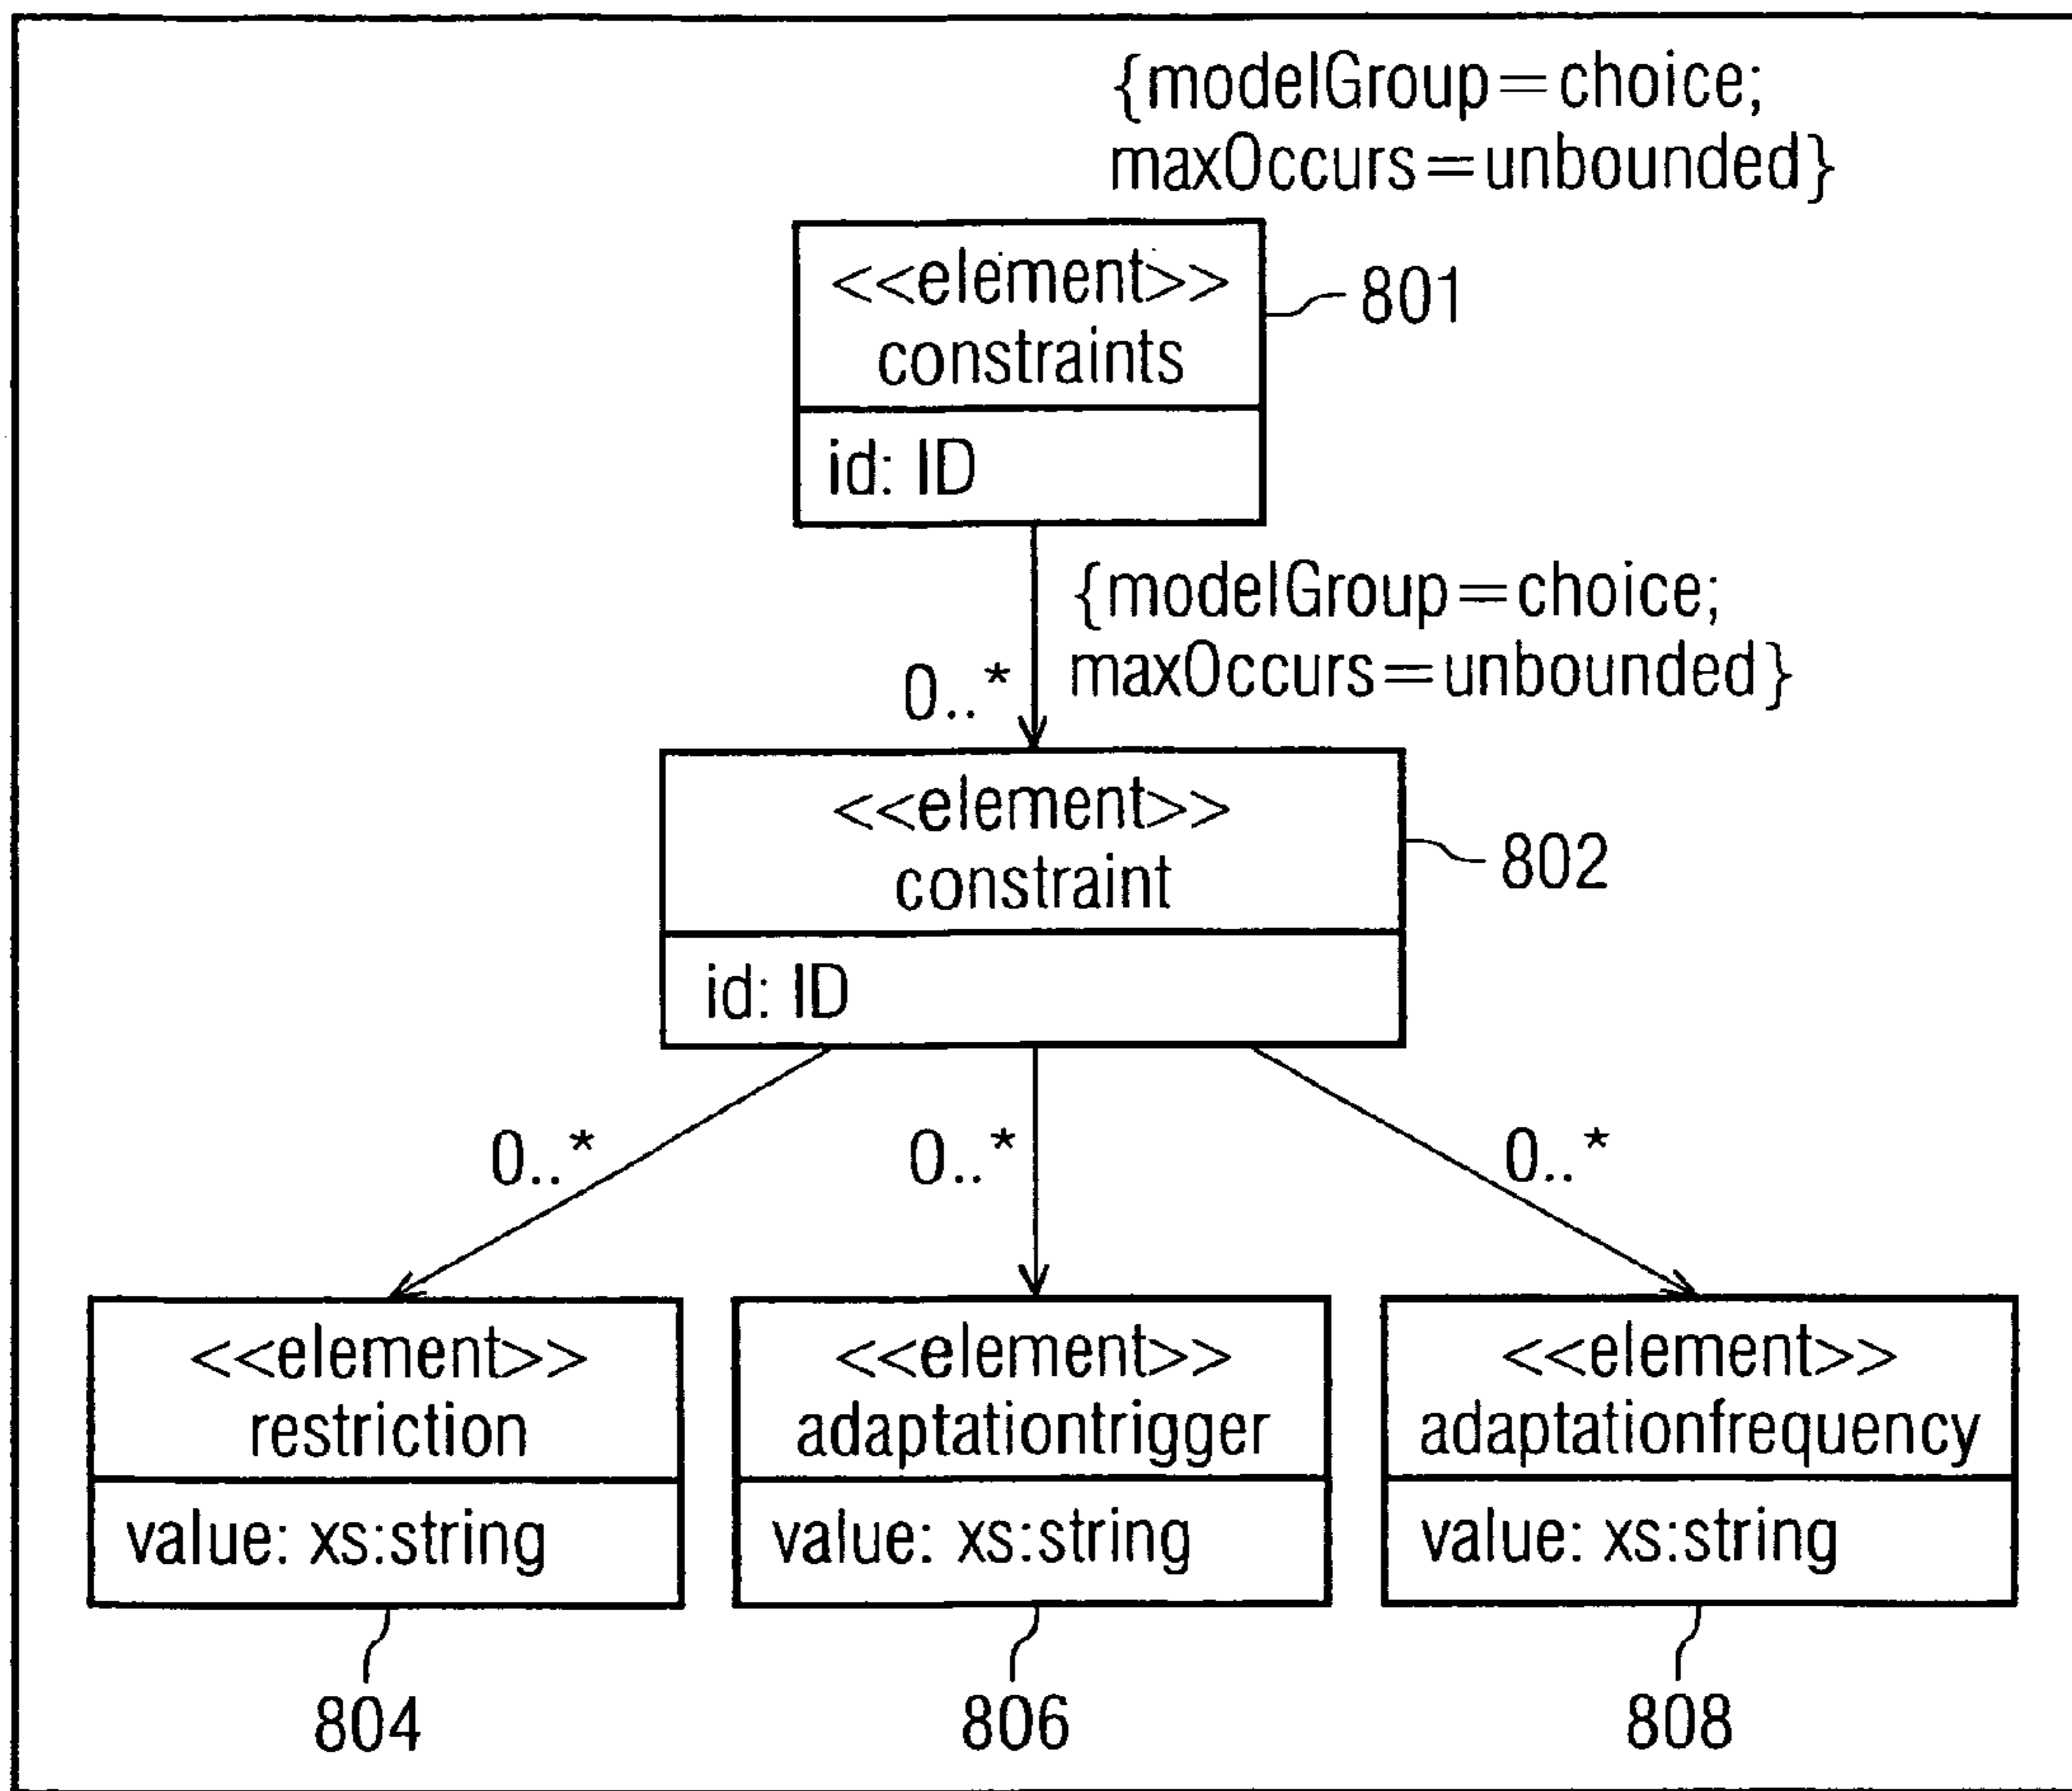 {modelGroup=choice;
maxOccurs=unbounded}
<<element>>
constraints
801
id: ID
{modelGroup=choice;
maxOccurs=unbounded}
0..*
<<element>>
constraint
802
id: ID
0..*
0..*
0..*
<<element>>
restriction
value: xs:string
<<element>>
adaptationtrigger
value: xs:string
<<element>>
adaptationfrequency
value: xs:string
804
806
808